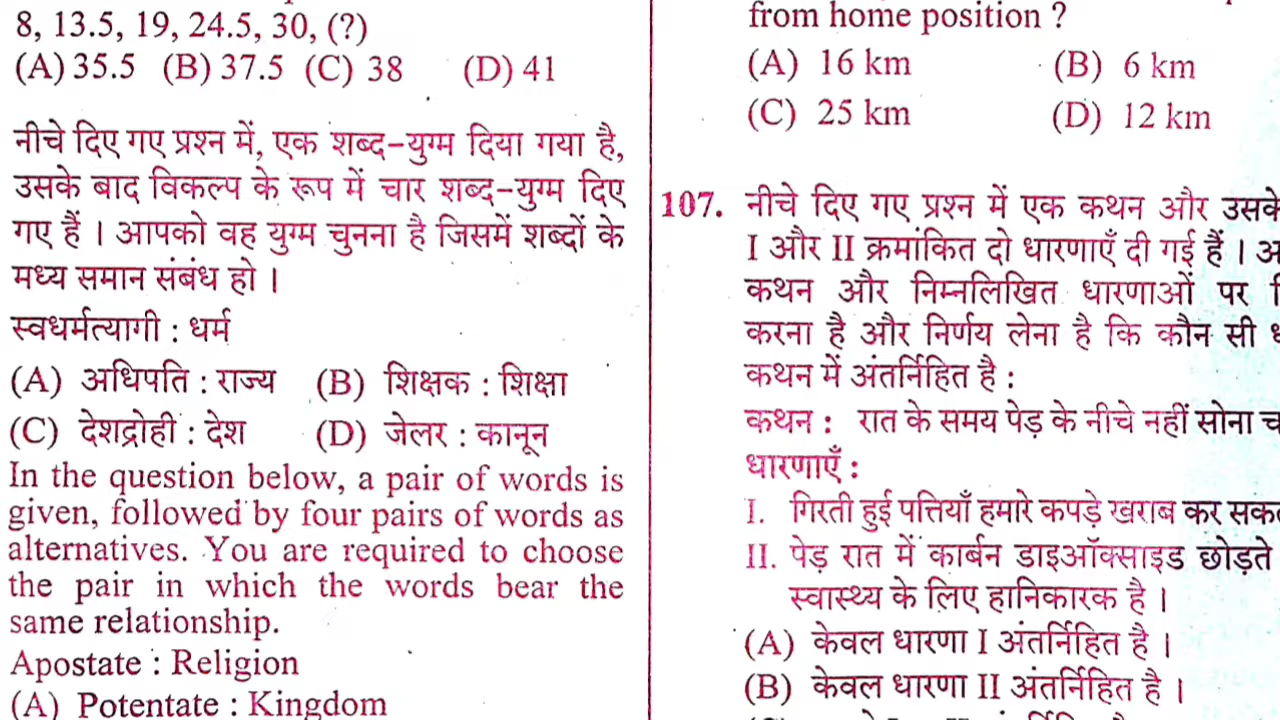 8, 13.5, 19, 24.5, 30, (?)
(A) 35.5 (B) 37.5 (C) 38 (D) 41
नीचे दिए गए प्रश्न में, एक शब्द-युग्म दिया गया है,
उसके बाद विकल्प के रूप में चार शब्द-युग्म दिए
गए हैं । आपको वह युग्म चुनना है जिसमें शब्दों के
मध्य समान संबंध हो ।
स्वधर्मत्यागी : धर्म
(A) अधिपति : राज्य (B) शिक्षक : शिक्षा
(C) देशद्रोही : देश (D) जेलर : कानून
In the question below, a pair of words is
given, followed by four pairs of words as
alternatives. You are required to choose
the pair in which the words bear the
same relationship.
Apostate : Religion
(A) Potentate : Kingdom
from home position ?
(A) 16 km (B) 6 km
(C) 25 km (D) 12 km
107. नीचे दिए गए प्रश्न में एक कथन और उसके
I और II क्रमांकित दो धारणाएँ दी गई हैं ।
कथन और निम्नलिखित धारणाओं पर
करना है और निर्णय लेना है कि कौन सी
कथन में अंतर्निहित है :
कथन : रात के समय पेड़ के नीचे नहीं सोना
धारणाएँ :
I. गिरती हुई पत्तियाँ हमारे कपड़े खराब कर
II. पेड़ रात में कार्बन डाइऑक्साइड छोड़ते
स्वास्थ्य के लिए हानिकारक है ।
(A) केवल धारणा I अंतर्निहित है ।
(B) केवल धारणा II अंतर्निहित है ।